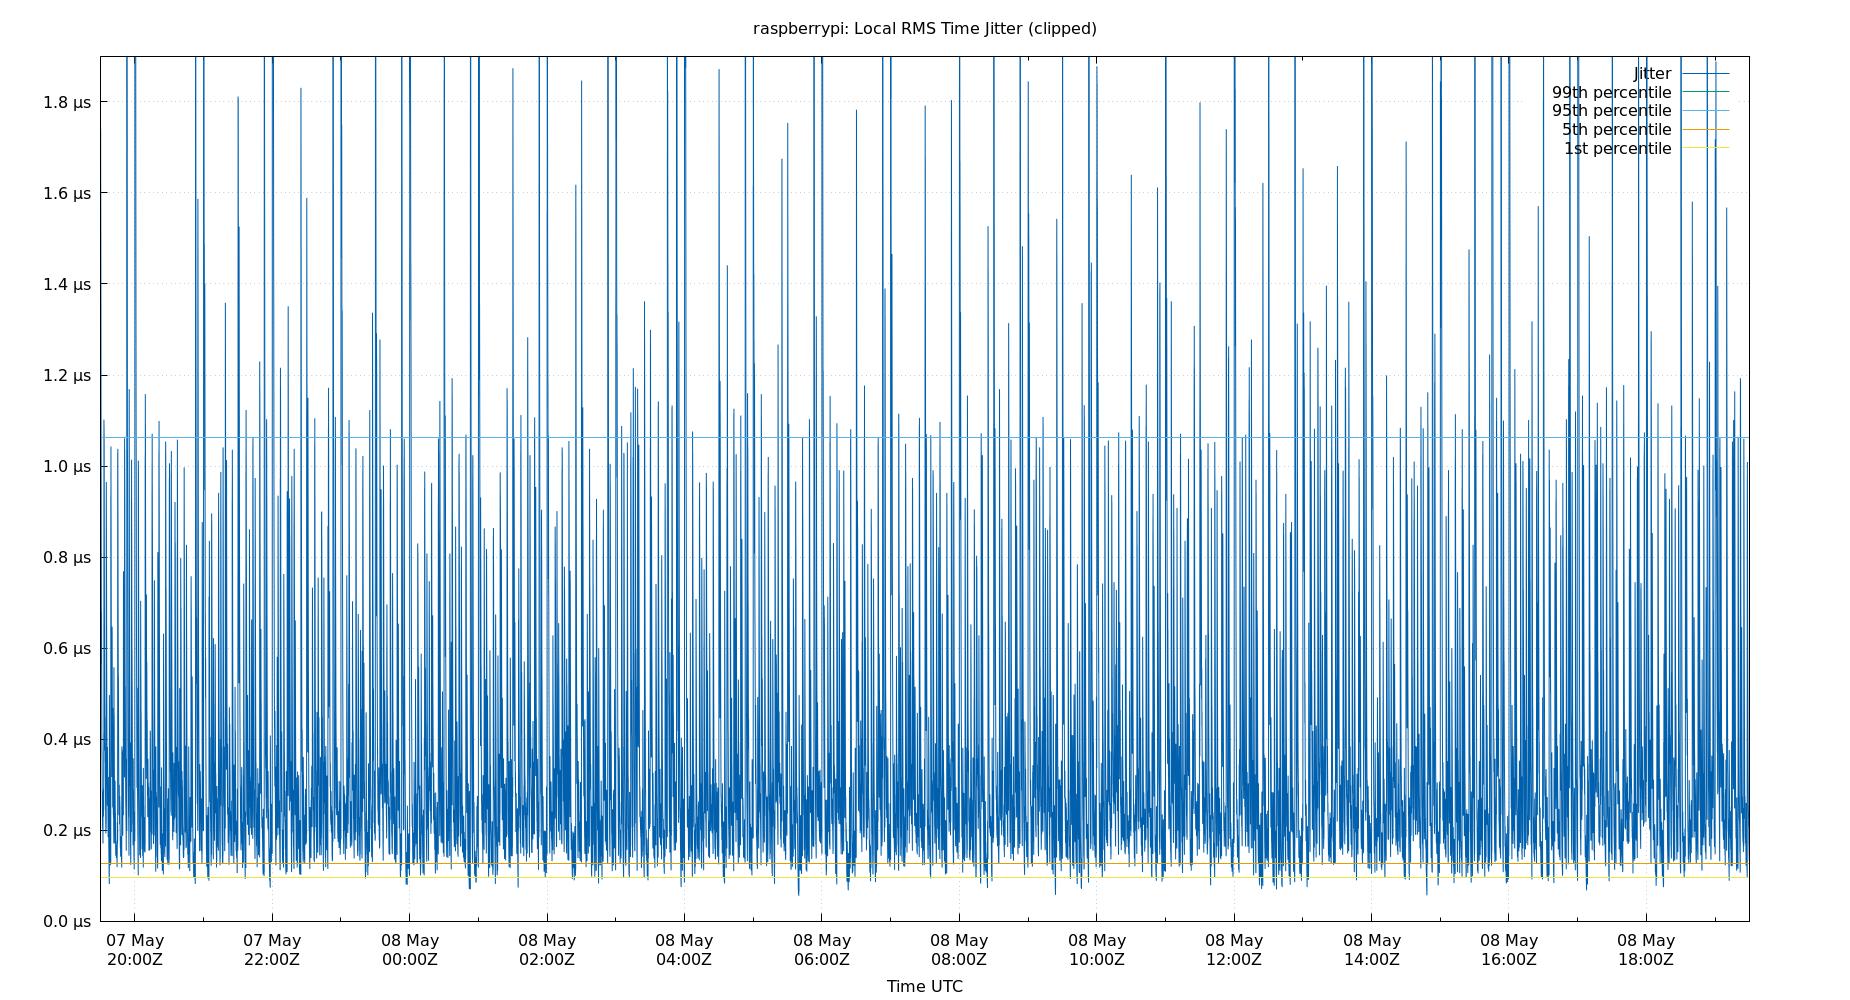 raspberrypi: Local RMS Time Jitter (clipped)
Jitter
99th percentile
95th percentile
5th percentile
1st percentile
1.8 µs
1.6 µs
1.4 µs
1.2 µs
1.0 µs
0.8 µs
0.6 µs
0.4 µs
0.2 µs
0.0 µs
07 May 07 May 08 May 08 May 08 May 08 May 08 May 08 May 08 May 08 May 08 May 08 May
20:00Z 22:00Z 00:00Z 02:00Z 04:00Z 06:00Z 08:00Z 10:00Z 12:00Z 14:00Z 16:00Z 18:00Z
Time UTC